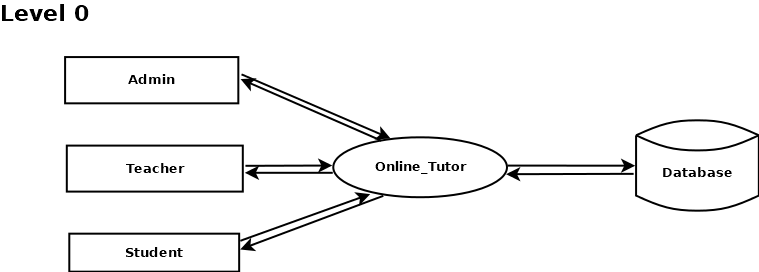 Level 0
Admin
Teacher
Online_Tutor
Database
Student